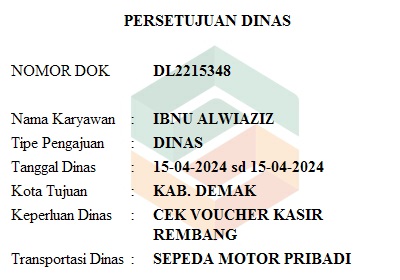 PERSETUJUAN DINAS
NOMOR DOK DL2215348
Nama Karyawan : IBNU ALWIAZIZ
Tipe Pengajuan : DINAS
Tanggal Dinas : 15-04-2024 sd 15-04-2024
Kota Tujuan : KAB. DEMAK
Keperluan Dinas : CEK VOUCHER KASIR
REMBANG
Transportasi Dinas : SEPEDA MOTOR PRIBADI